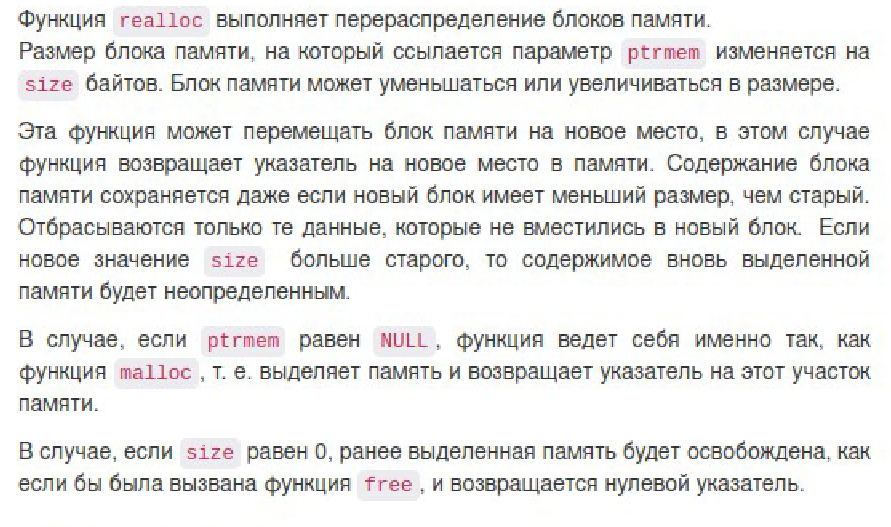 Функция realloc выполняет перераспределение блоков памяти.
Размер блока памяти, на который ссылается параметр ptrmem изменяется на
size байтов. Блок памяти может уменьшаться или увеличиваться в размере.
Эта функция может перемещать блок памяти на новое место, в этом случае
функция возвращает указатель на новое место в памяти. Содержание блока
памяти сохраняется даже если новый блок имеет меньший размер, чем старый.
Отбрасываются только те данные, которые не вместились в новый блок. Если
новое значение size больше старого, то содержимое вновь выделенной
памяти будет неопределенным.
В случае, если ptrmem равен NULL, функция ведет себя именно так, как
функция malloc, т. е. выделяет память и возвращает указатель на этот участок
памяти.
В случае, если size равен 0, ранее выделенная память будет освобождена, как
если бы была вызвана функция free, и возвращается нулевой указатель.